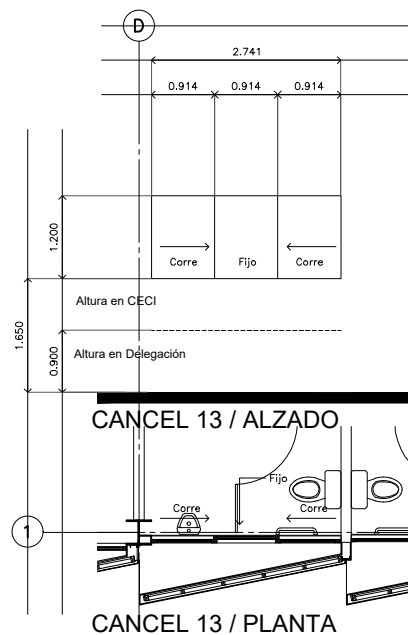 D
2.741
0.914 0.914 0.914
1.200
Corre Fijo Corre
Altura en CECI
1.650
0.900
Altura en Delegación
CANCEL 13 / ALZADO
Fijo
Corre Corre
1
CANCEL 13 / PLANTA